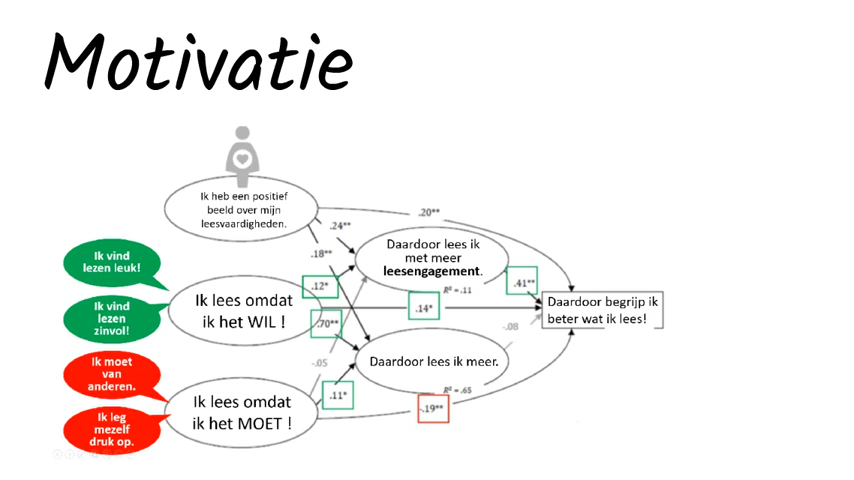 Motivatie
Ik heb een positief
beeld over mijn
leesvaardigheden.
.20**
.24**
.18**
Daardoor lees ik
met meer
leesengagement.
R² = .11
Ik vind
lezen leuk!
Ik vind
lezen
zinvol!
Ik lees omdat
ik het WIL !
.12*
.41**
.14*
.70**
Daardoor begrijp ik
beter wat ik lees!
-.08
Ik moet
van
anderen.
Ik leg
mezelf
druk op.
-.05
Daardoor lees ik meer.
R² = .65
Ik lees omdat
ik het MOET !
.11*
-.19**